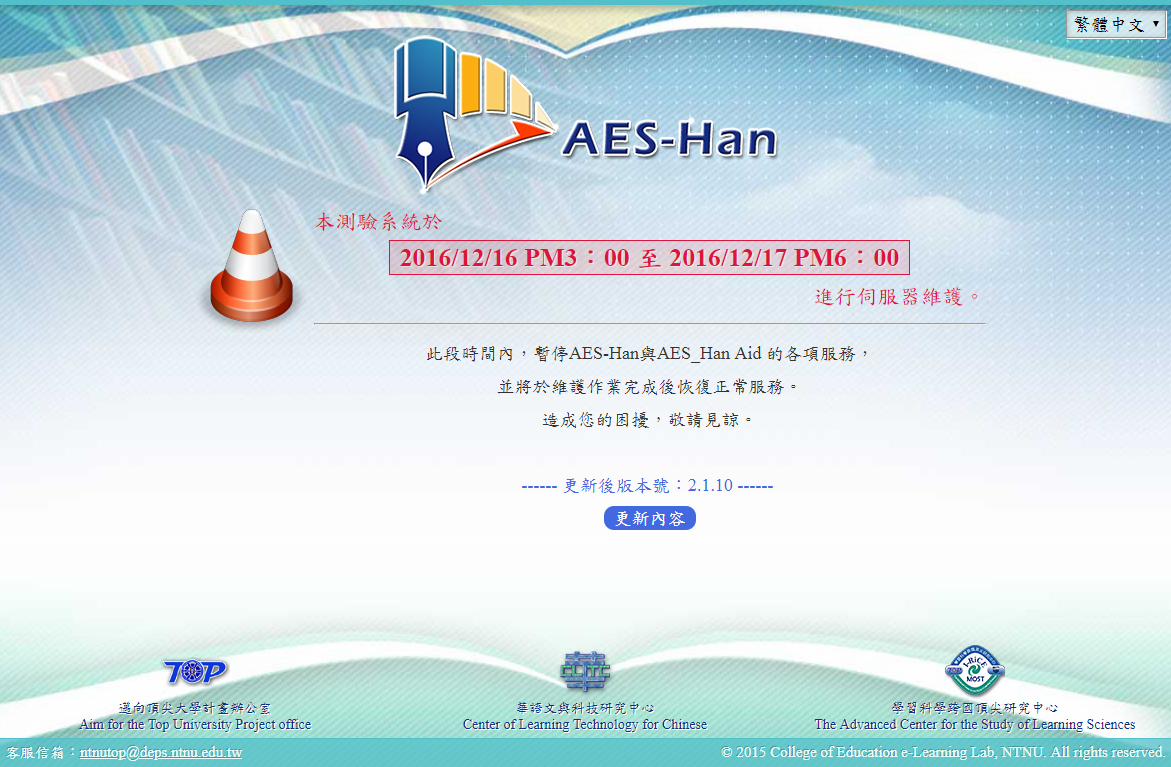 繁體中文
AES-Han
本測驗系統於
2016/12/16 PM3：00 至 2016/12/17 PM6：00
進行伺服器維護。
此段時間內，暫停AES-Han與AES_Han Aid 的各項服務，
並將於維護作業完成後恢復正常服務。
造成您的困擾，敬請見諒。
------ 更新後版本號：2.1.10 ------
更新內容
TOP
CLTC
I-RiCE
MOST
邁向頂尖大學計畫辦公室
華語文與科技研究中心
學習科學跨國頂尖研究中心
Aim for the Top University Project office
Center of Learning Technology for Chinese
The Advanced Center for the Study of Learning Sciences
客服信箱：ntnutop@deps.ntnu.edu.tw
© 2015 College of Education e-Learning Lab, NTNU. All rights reserved.